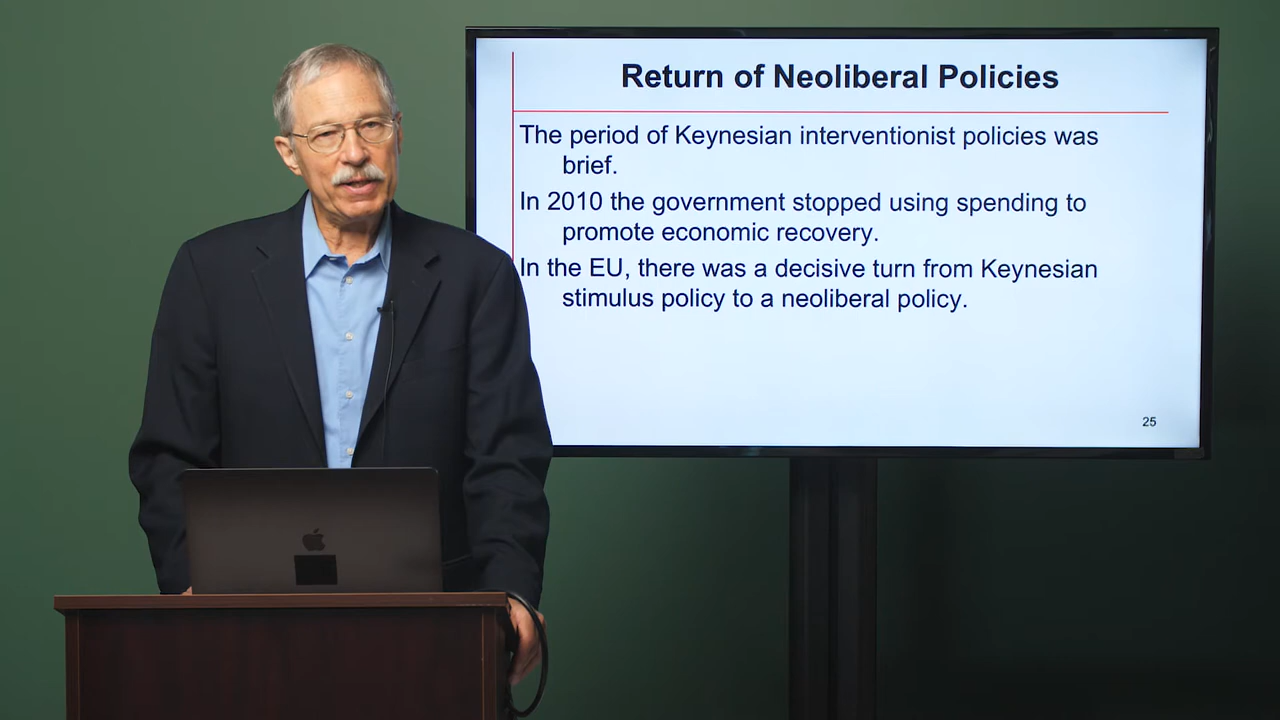 Return of Neoliberal Policies
The period of Keynesian interventionist policies was
brief.
In 2010 the government stopped using spending to
promote economic recovery.
In the EU, there was a decisive turn from Keynesian
stimulus policy to a neoliberal policy.
25